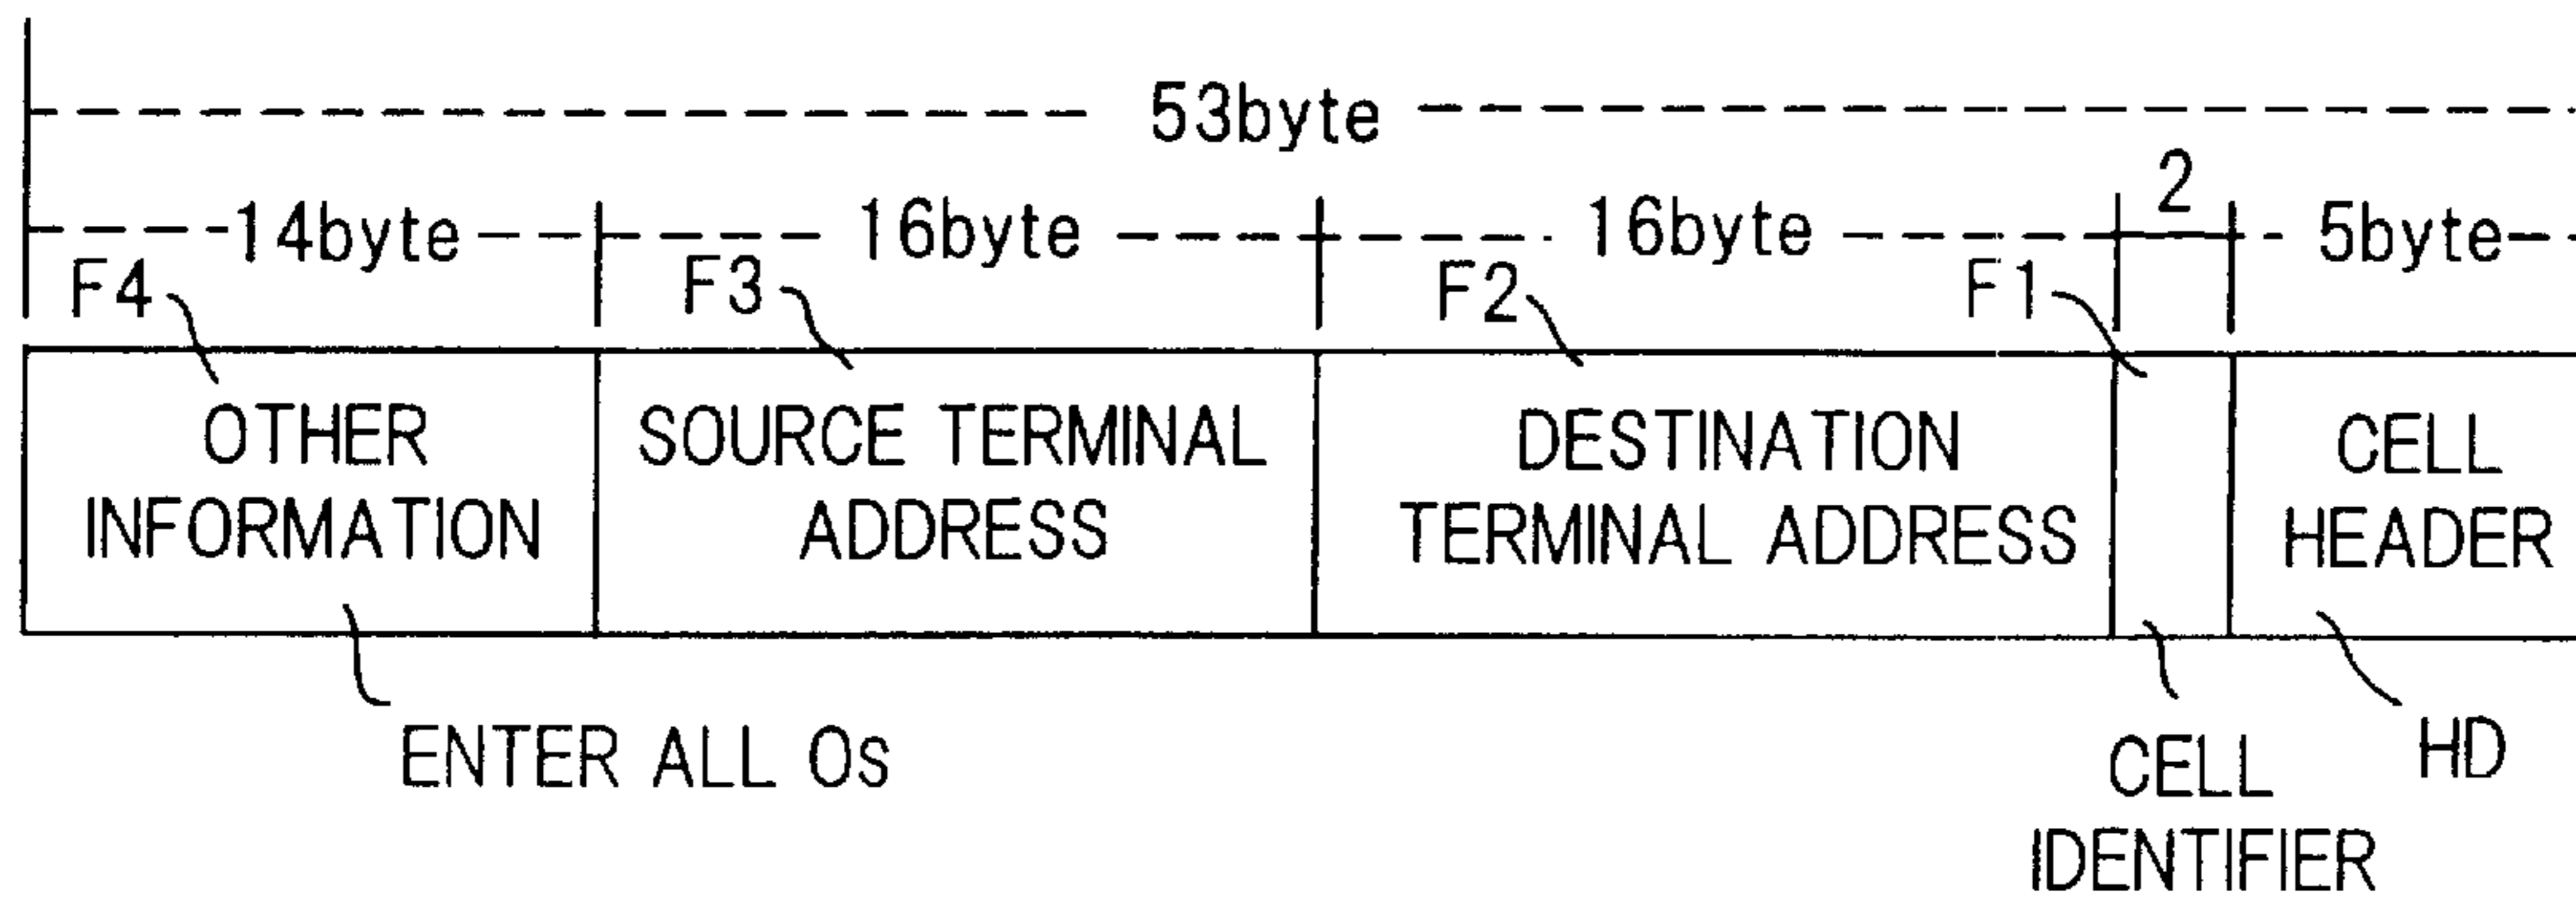 53byte
14byte 16byte 16byte 2 5byte
F4 F3 F2 F1
OTHER INFORMATION
SOURCE TERMINAL ADDRESS
DESTINATION TERMINAL ADDRESS
CELL HEADER
ENTER ALL 0s
CELL IDENTIFIER
HD